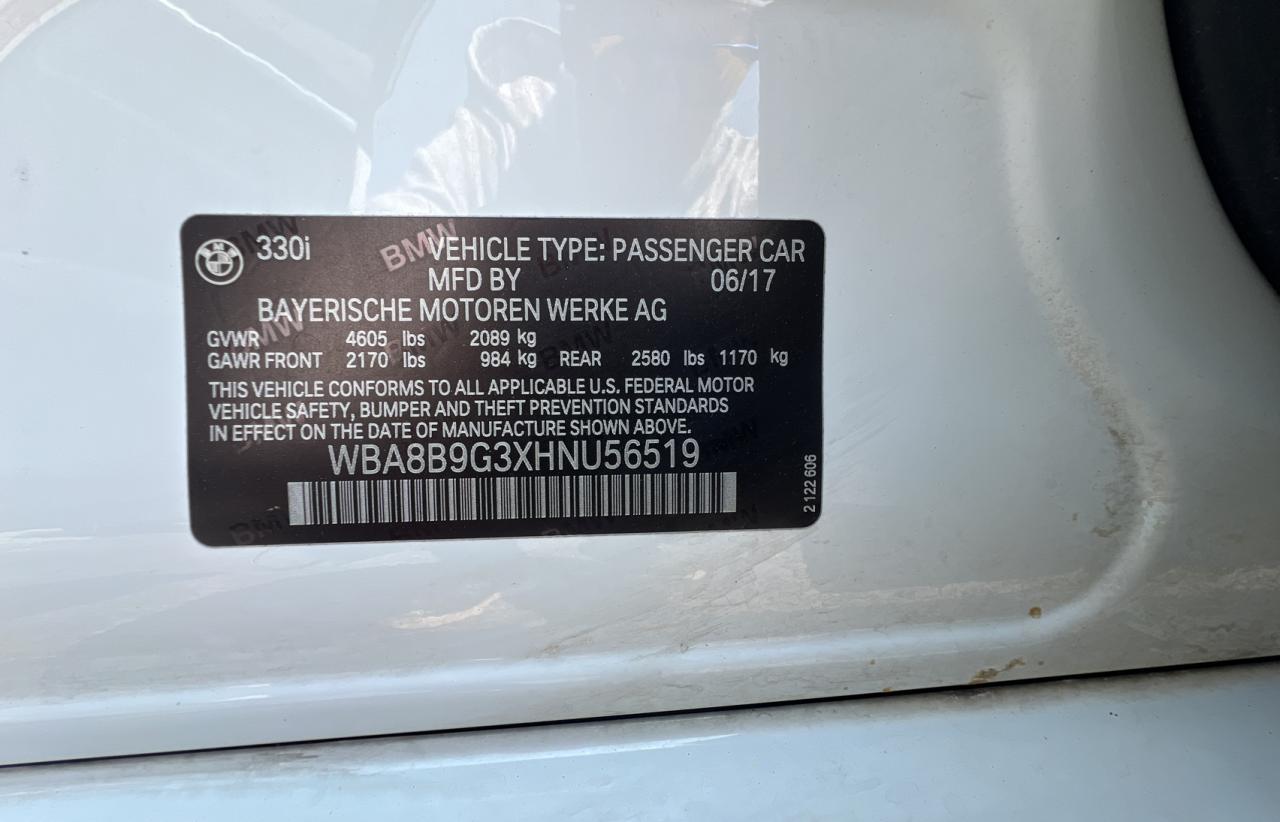 330i VEHICLE TYPE: PASSENGER CAR
MFD BY 06/17
BAYERISCHE MOTOREN WERKE AG
GVWR 4605 lbs 2089 kg
GAWR FRONT 2170 lbs 984 kg REAR 2580 lbs 1170 kg
THIS VEHICLE CONFORMS TO ALL APPLICABLE U.S. FEDERAL MOTOR
VEHICLE SAFETY, BUMPER AND THEFT PREVENTION STANDARDS
IN EFFECT ON THE DATE OF MANUFACTURE SHOWN ABOVE.
WBA8B9G3XHNU56519
2 122 606
BMW